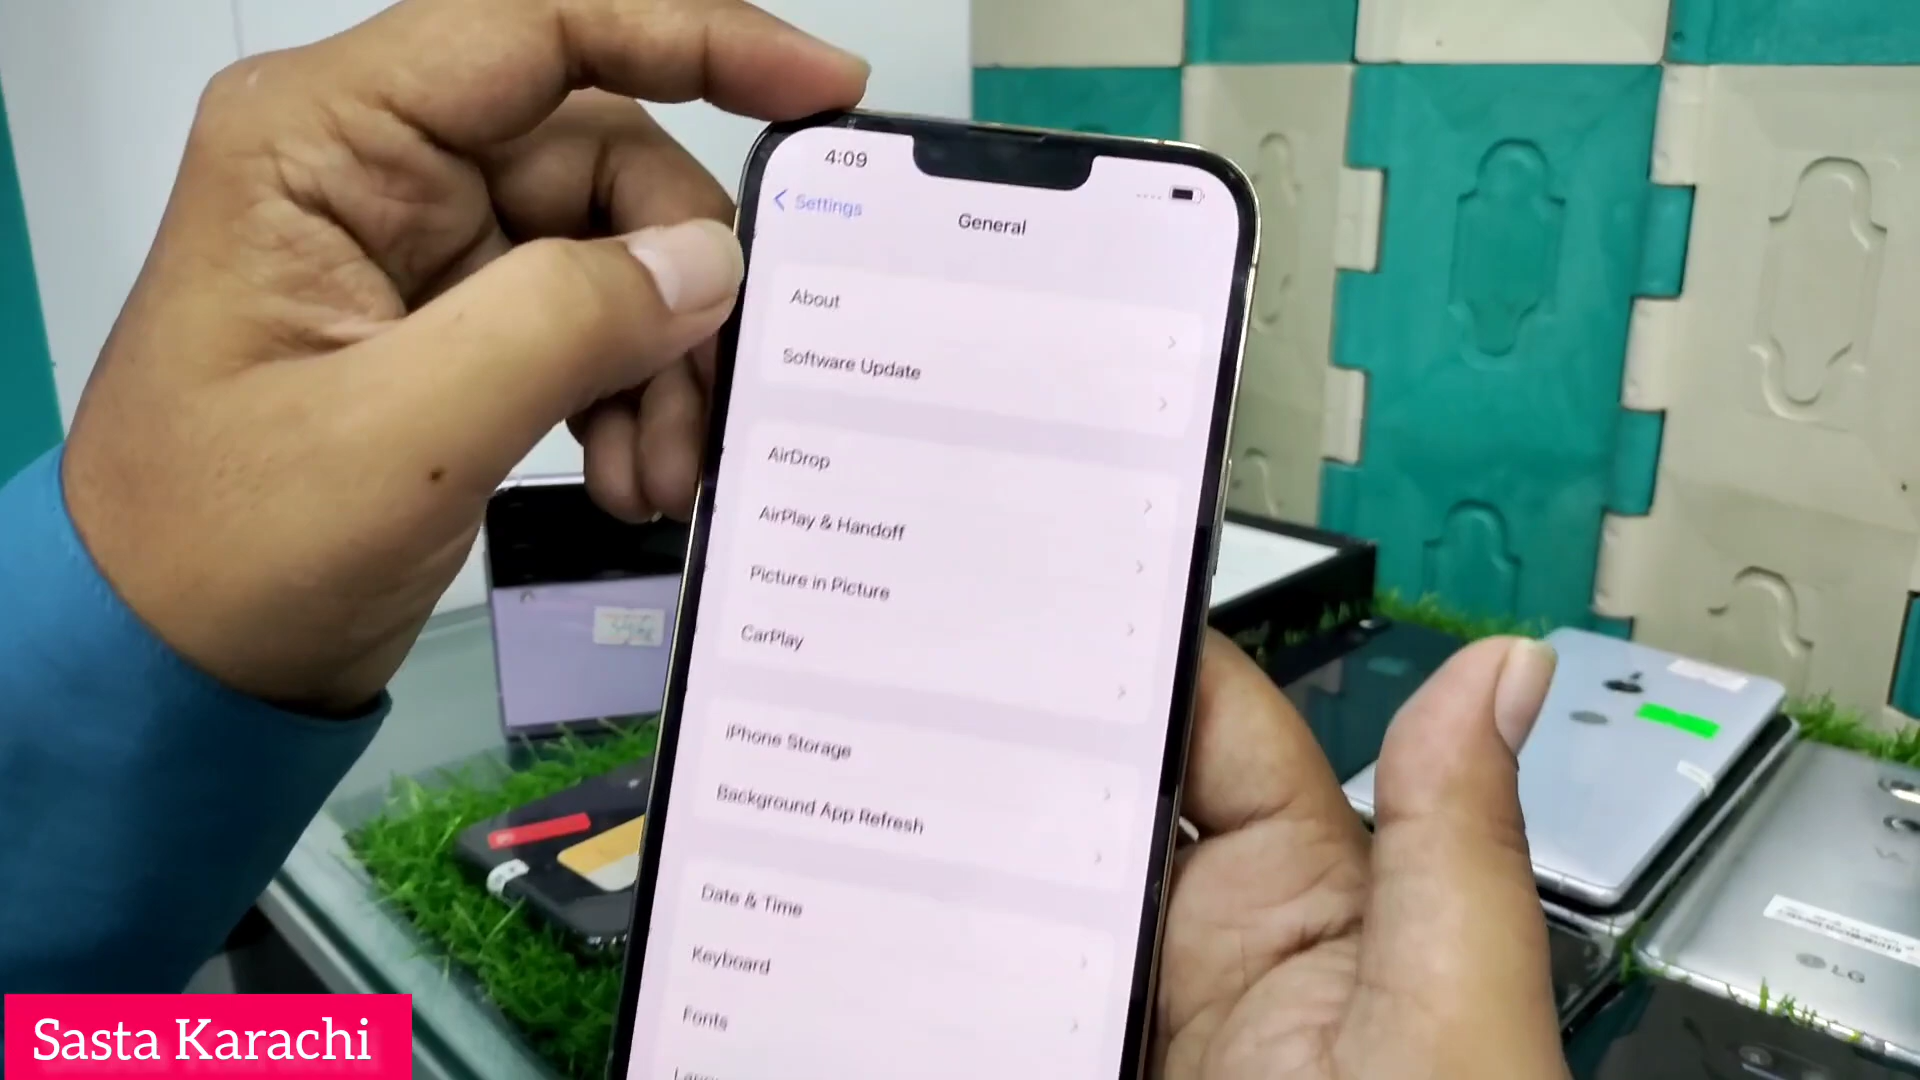 4:09
Settings
General
About
Software Update
AirDrop
AirPlay & Handoff
Picture in Picture
CarPlay
iPhone Storage
Background App Refresh
Date & Time
Keyboard
Fonts
LG
Sasta Karachi